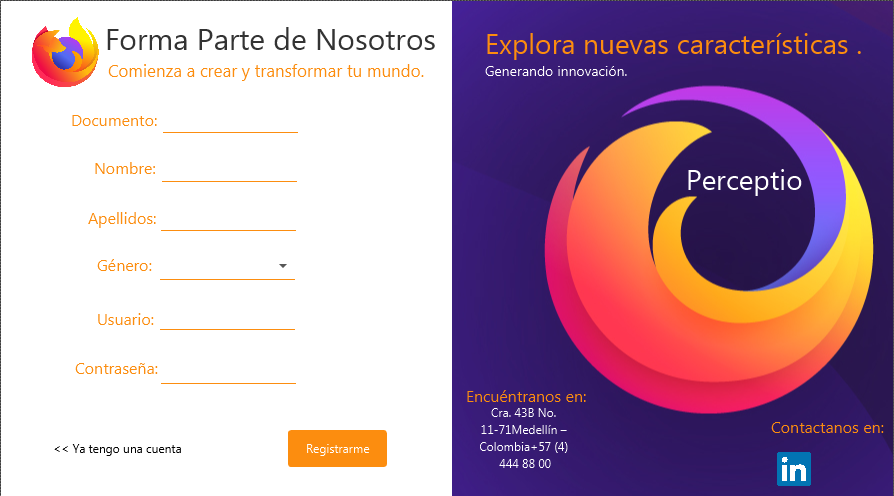 Forma Parte de Nosotros
Comienza a crear y transformar tu mundo.
Documento:
Nombre:
Apellidos:
Género:
Usuario:
Contraseña:
<< Ya tengo una cuenta
Registrarme
Explora nuevas características .
Generando innovación.
Perceptio
Encuéntranos en:
Cra. 43B No.
11-71Medellín –
Colombia+57 (4)
444 88 00
Contactanos en:
in